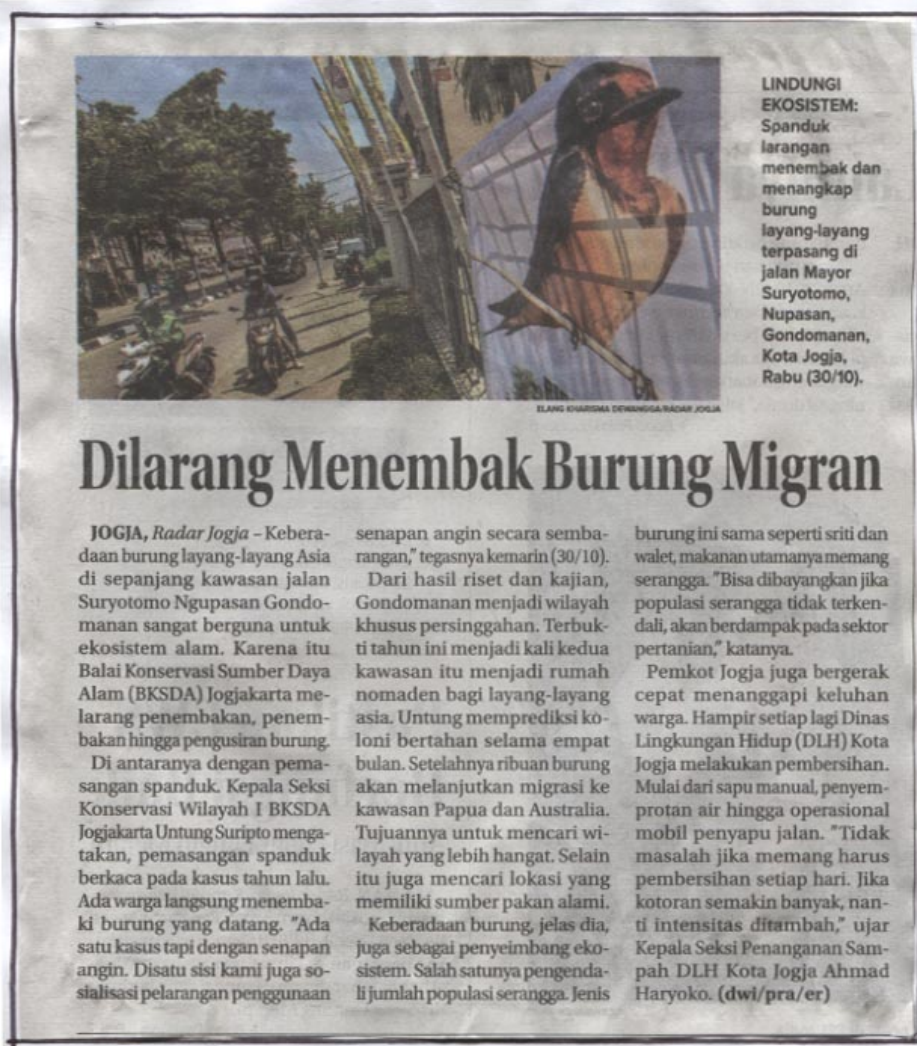 LINDUNGI
EKOSISTEM:
Spanduk
larangan
menembak dan
menangkap
burung
layang-layang
terpasang di
jalan Mayor
Suryotomo,
Nupasan,
Gondomanan,
Kota Jogja,
Rabu (30/10).
ELANG KHARISMA DEWANGGA/RADAR JOGJA
Dilarang Menembak Burung Migran
JOGJA, Radar Jogja – Kebera-
daan burung layang-layang Asia
di sepanjang kawasan jalan
Suryotomo Ngupasan Gondo-
manan sangat berguna untuk
ekosistem alam. Karena itu
Balai Konservasi Sumber Daya
Alam (BKSDA) Jogjakarta me-
larang penembakan, penem-
bakan hingga pengusiran burung.
Di antaranya dengan pema-
sangan spanduk. Kepala Seksi
Konservasi Wilayah I BKSDA
Jogjakarta Untung Suripto menga-
takan, pemasangan spanduk
berkaca pada kasus tahun lalu.
Ada warga langsung menemba-
ki burung yang datang. "Ada
satu kasus tapi dengan senapan
angin. Disatu sisi kami juga so-
sialisasi pelarangan penggunaan
senapan angin secara semba-
rangan," tegasnya kemarin (30/10).
Dari hasil riset dan kajian,
Gondomanan menjadi wilayah
khusus persinggahan. Terbuk-
ti tahun ini menjadi kali kedua
kawasan itu menjadi rumah
nomaden bagi layang-layang
asia. Untung memprediksi ko-
loni bertahan selama empat
bulan. Setelahnya ribuan burung
akan melanjutkan migrasi ke
kawasan Papua dan Australia.
Tujuannya untuk mencari wi-
layah yang lebih hangat. Selain
itu juga mencari lokasi yang
memiliki sumber pakan alami.
Keberadaan burung, jelas dia,
juga sebagai penyeimbang eko-
sistem. Salah satunya pengenda-
li jumlah populasi serangga. Jenis
burung ini sama seperti sriti dan
walet, makanan utamanya memang
serangga. "Bisa dibayangkan jika
populasi serangga tidak terken-
dali, akan berdampak pada sektor
pertanian," katanya.
Pemkot Jogja juga bergerak
cepat menanggapi keluhan
warga. Hampir setiap lagi Dinas
Lingkungan Hidup (DLH) Kota
Jogja melakukan pembersihan.
Mulai dari sapu manual, penyem-
protan air hingga operasional
mobil penyapu jalan. "Tidak
masalah jika memang harus
pembersihan setiap hari. Jika
kotoran semakin banyak, nan-
ti intensitas ditambah," ujar
Kepala Seksi Penanganan Sam-
pah DLH Kota Jogja Ahmad
Haryoko. (dwi/pra/er)